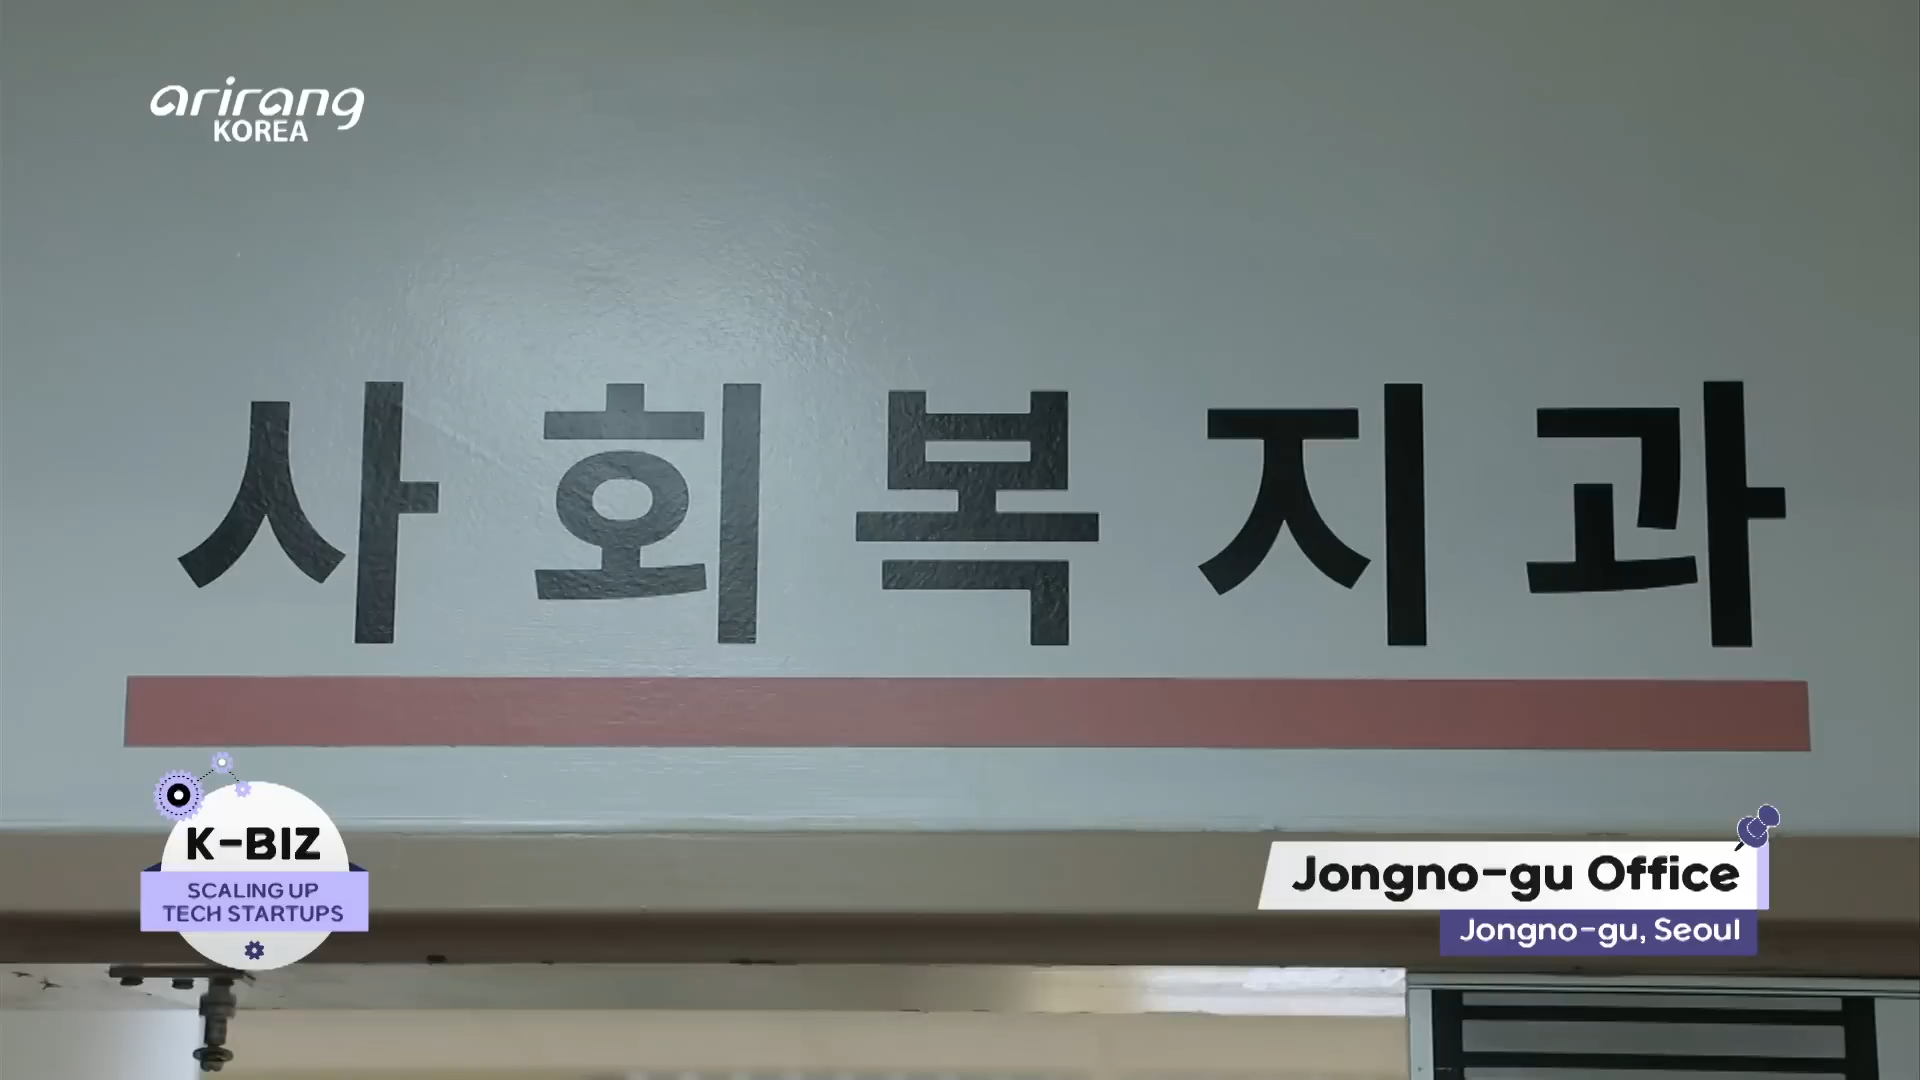 arirang
KOREA
사회복지과
K-BIZ
SCALING UP
TECH STARTUPS
Jongno-gu Office
Jongno-gu, Seoul